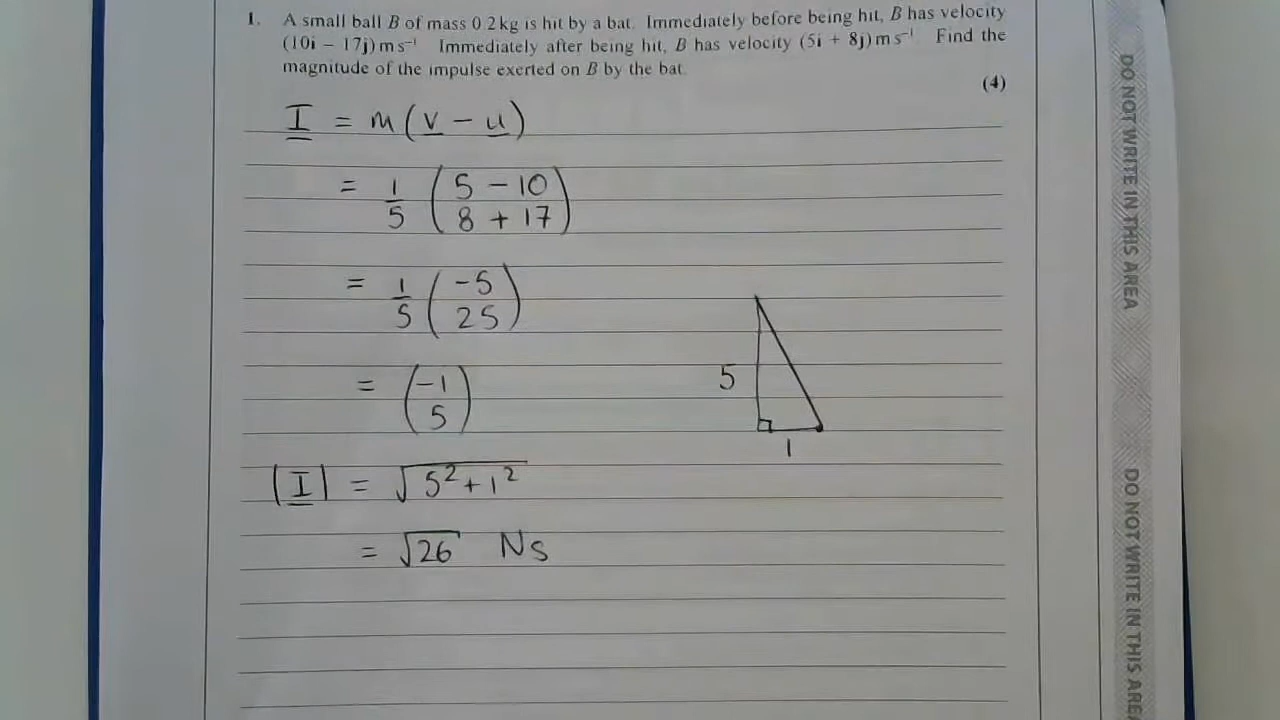 1. A small ball B of mass 0 2 kg is hit by a bat. Immediately before being hit, B has velocity
(10i − 17j) m s⁻¹ Immediately after being hit, B has velocity (5i + 8j) m s⁻¹ Find the
magnitude of the impulse exerted on B by the bat
(4)
I = m(v − u)
= 1/5 (5 − 10
8 + 17)
= 1/5 (−5
25)
= (−1
5)
|I| = √5² + 1²
= √26 Ns
5
1
DO NOT WRITE IN THIS AREA
DO NOT WRITE IN THIS AREA